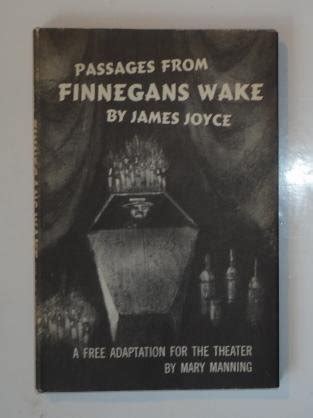 PASSAGES FROM
FINNEGANS WAKE
BY JAMES JOYCE
A FREE ADAPTATION FOR THE THEATER
BY MARY MANNING